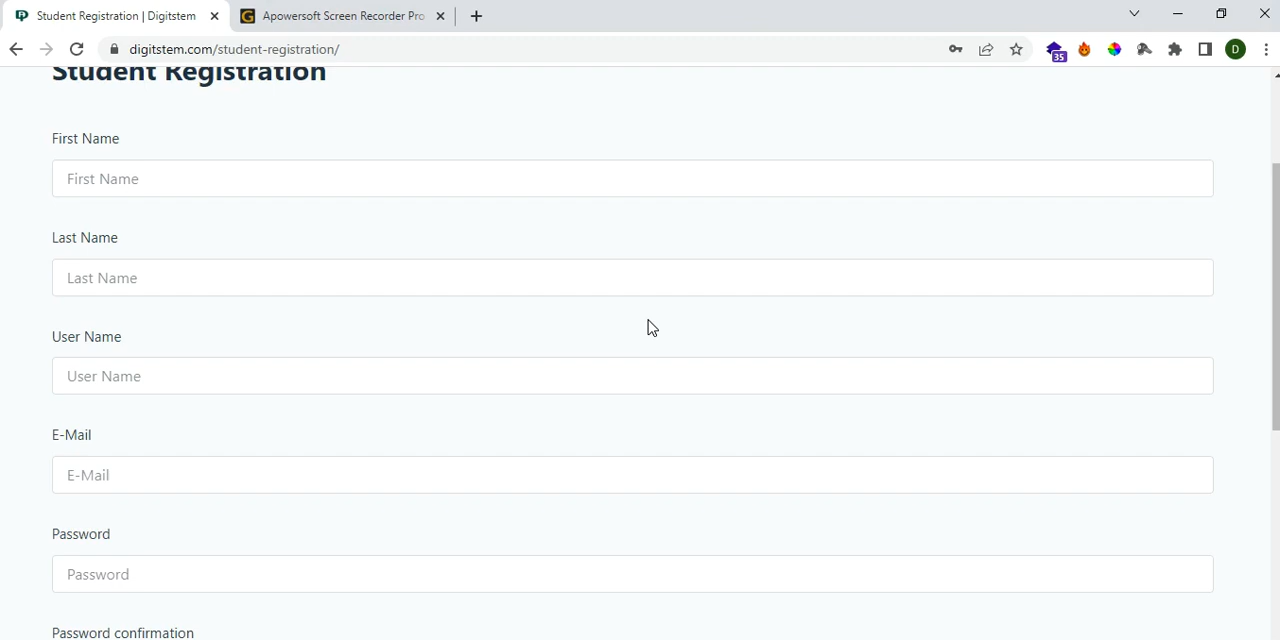 Student Registration | Digitstem
Apowersoft Screen Recorder Pro
digitstem.com/student-registration/
35
D
Student Registration
First Name
First Name
Last Name
Last Name
User Name
User Name
E-Mail
E-Mail
Password
Password
Password confirmation